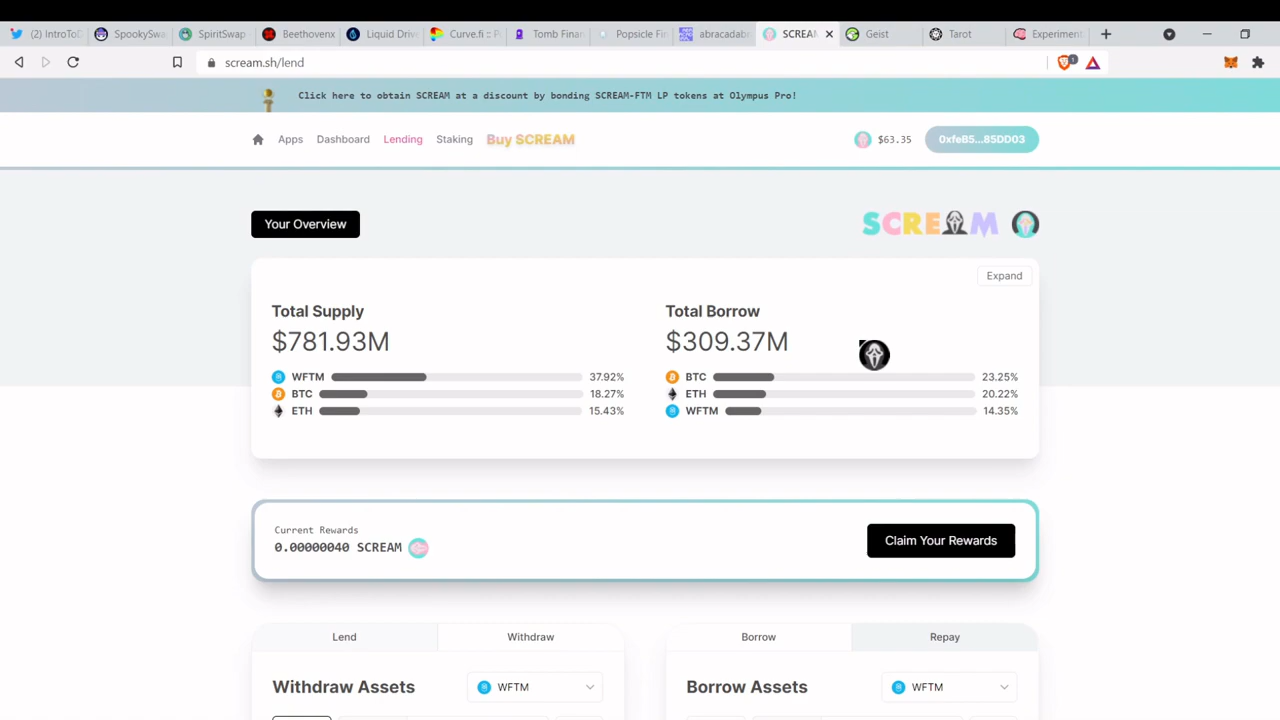 (2) IntroToD
SpookySwa
SpiritSwap
Beethovenx
Liquid Drive
Curve.fi :: P
Tomb Finan
Popsicle Fin
abracadabr
SCREAM
Geist
Tarot
Experiment
scream.sh/lend
1
Click here to obtain SCREAM at a discount by bonding SCREAM-FTM LP tokens at Olympus Pro!
Apps Dashboard Lending Staking Buy SCREAM
$63.35
0xfeB5...85DD03
Your Overview
SCREAM
Expand
Total Supply
$781.93M
WFTM 37.92%
BTC 18.27%
ETH 15.43%
Total Borrow
$309.37M
BTC 23.25%
ETH 20.22%
WFTM 14.35%
Current Rewards
0.00000040 SCREAM
Claim Your Rewards
Lend Withdraw
Withdraw Assets WFTM
Borrow Repay
Borrow Assets WFTM